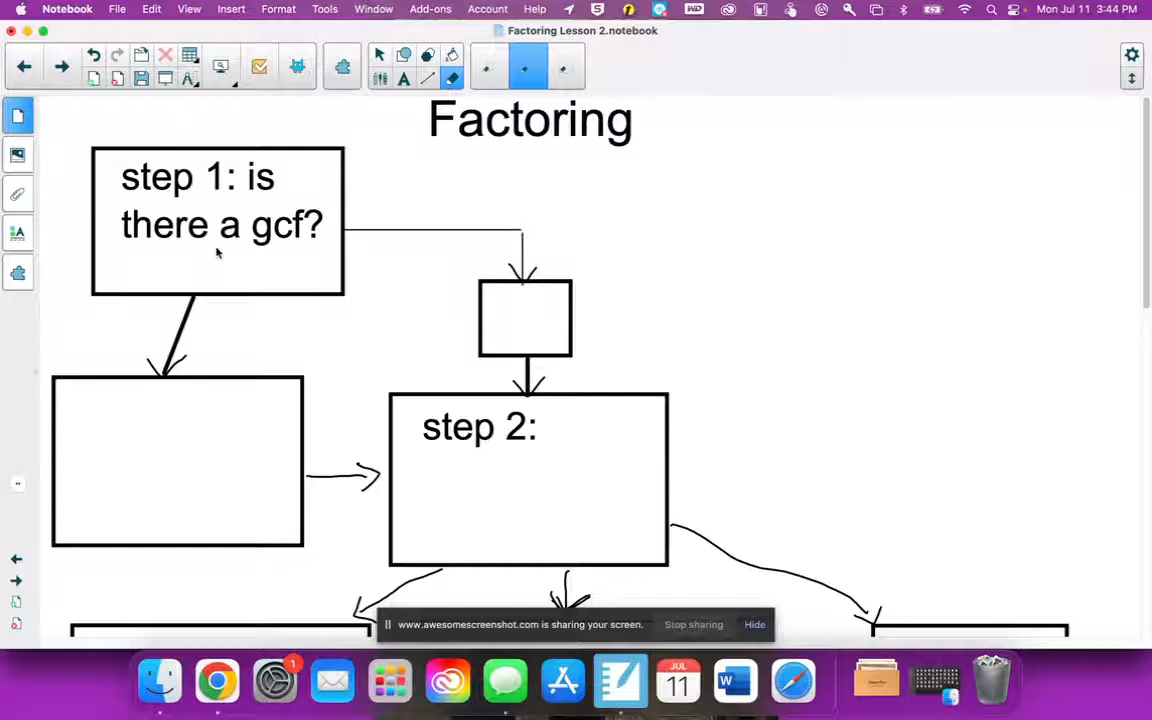 Notebook File Edit View Insert Format Tools Window Add-ons Account Help Mon Jul 11 3:44 PM
Factoring Lesson 2.notebook
Factoring
step 1: is
there a gcf?
step 2:
www.awesomescreenshot.com is sharing your screen. Stop sharing Hide
1
JUL
11